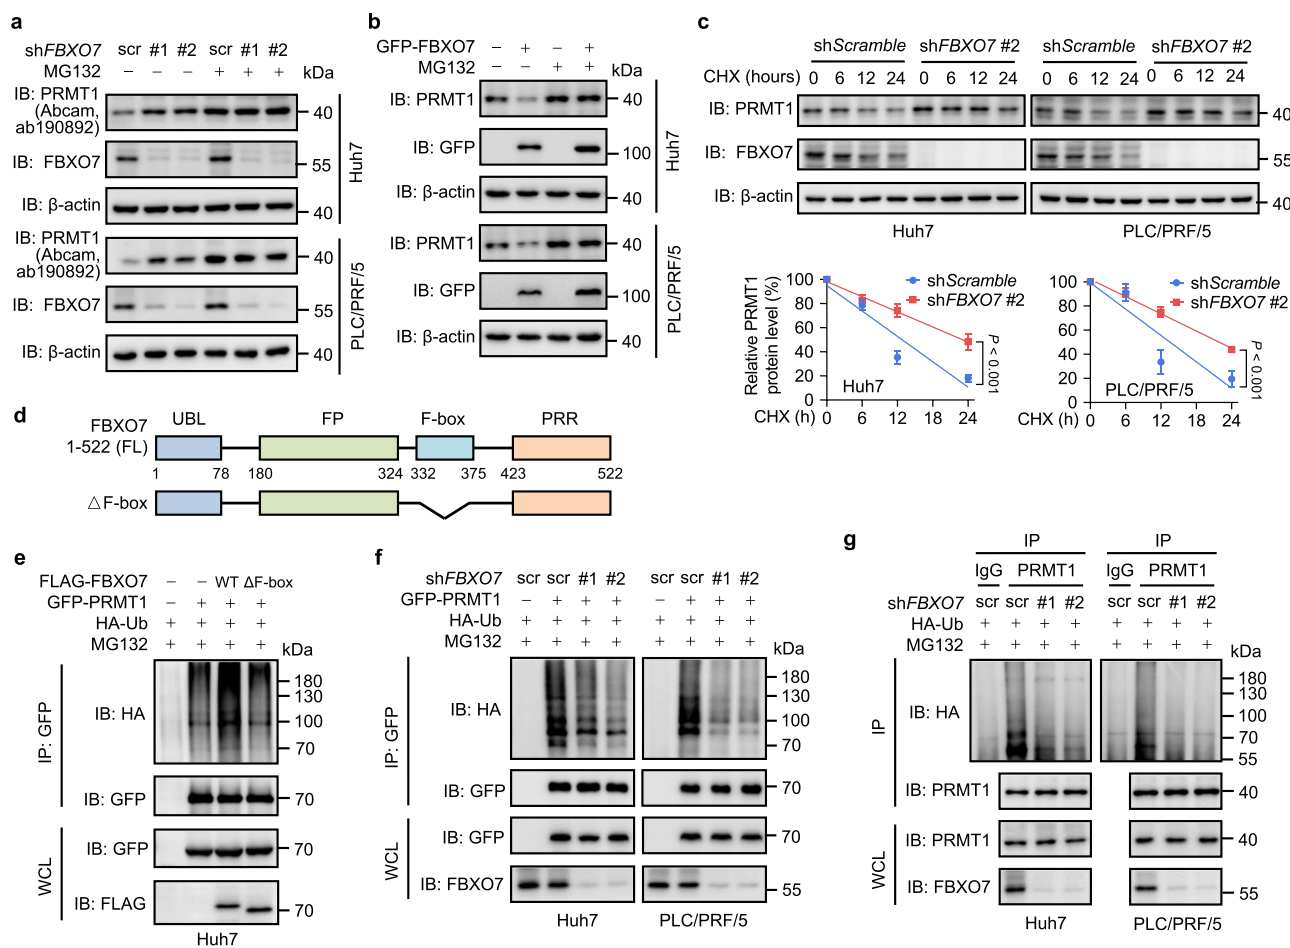 a
shFBXO7 scr #1 #2 scr #1 #2
MG132 – – – + + + kDa
IB: PRMT1
(Abcam,
ab190892)
40
IB: FBXO7
55
IB: β-actin
40
Huh7
IB: PRMT1
(Abcam,
ab190892)
40
IB: FBXO7
55
IB: β-actin
40
PLC/PRF/5
b
GFP-FBXO7 – + – +
MG132 – – + + kDa
IB: PRMT1 40
IB: GFP 100
IB: β-actin 40
Huh7
IB: PRMT1 40
IB: GFP 100
IB: β-actin 40
PLC/PRF/5
c
shScramble shFBXO7 #2 shScramble shFBXO7 #2
CHX (hours) 0 6 12 24 0 6 12 24 0 6 12 24 0 6 12 24
IB: PRMT1 40
IB: FBXO7 55
IB: β-actin 40
Huh7 PLC/PRF/5
Relative PRMT1
protein level (%)
100
80
60
40
20
0
shScramble
shFBXO7 #2
P < 0.001
Huh7
CHX (h) 0 6 12 18 24
100
80
60
40
20
0
shScramble
shFBXO7 #2
P < 0.001
PLC/PRF/5
CHX (h) 0 6 12 18 24
d
UBL FP F-box PRR
FBXO7
1-522 (FL)
1 78 180 324 332 375 423 522
△F-box
e
FLAG-FBXO7 – – WT ΔF-box
GFP-PRMT1 – + + +
HA-Ub + + + +
MG132 + + + + kDa
IP: GFP
IB: HA
180
130
100
70
IB: GFP 70
WCL
IB: GFP 70
IB: FLAG 70
Huh7
f
shFBXO7 scr scr #1 #2 scr scr #1 #2
GFP-PRMT1 – + + + – + + +
HA-Ub + + + + + + + +
MG132 + + + + + + + + kDa
IP: GFP
IB: HA
180
130
100
70
IB: GFP 70
WCL
IB: GFP 70
IB: FBXO7 55
Huh7 PLC/PRF/5
g
IP IP
IgG PRMT1 IgG PRMT1
shFBXO7 scr scr #1 #2 scr scr #1 #2
HA-Ub + + + + + + + +
MG132 + + + + + + + + kDa
IP
IB: HA
180
130
100
70
55
IB: PRMT1 40
WCL
IB: PRMT1 40
IB: FBXO7 55
Huh7 PLC/PRF/5